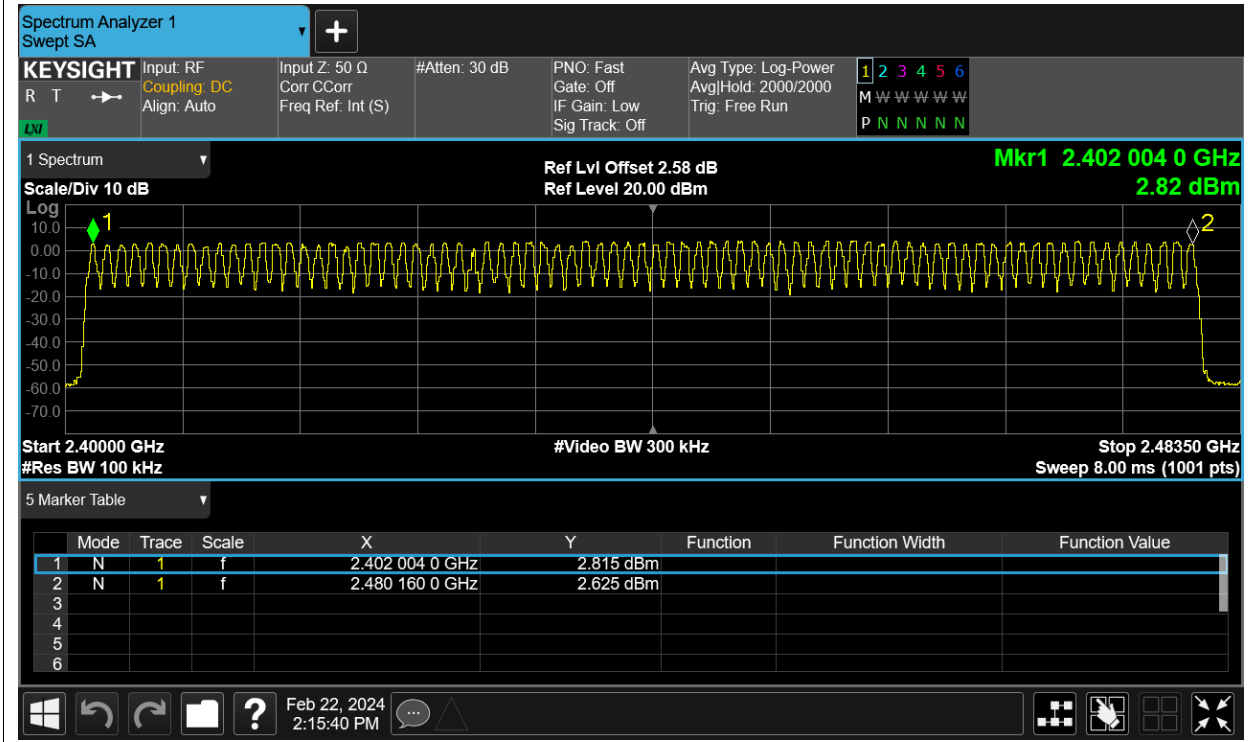 Spectrum Analyzer 1
Swept SA
+
KEYSIGHT Input: RF Input Z: 50 Ω #Atten: 30 dB PNO: Fast Avg Type: Log-Power 1 2 3 4 5 6
R T Coupling: DC Corr CCorr Gate: Off Avg|Hold: 2000/2000 M W W W W W
Align: Auto Freq Ref: Int (S) IF Gain: Low Trig: Free Run
LXI Sig Track: Off P N N N N N
1 Spectrum Ref Lvl Offset 2.58 dB Mkr1 2.402 004 0 GHz
Scale/Div 10 dB Ref Level 20.00 dBm 2.82 dBm
Log
1 2
10.0
0.00
-10.0
-20.0
-30.0
-40.0
-50.0
-60.0
-70.0
Start 2.40000 GHz #Video BW 300 kHz Stop 2.48350 GHz
#Res BW 100 kHz Sweep 8.00 ms (1001 pts)
5 Marker Table
Mode Trace Scale X Y Function Function Width Function Value
1 N 1 f 2.402 004 0 GHz 2.815 dBm
2 N 1 f 2.480 160 0 GHz 2.625 dBm
3
4
5
6
? Feb 22, 2024
2:15:40 PM